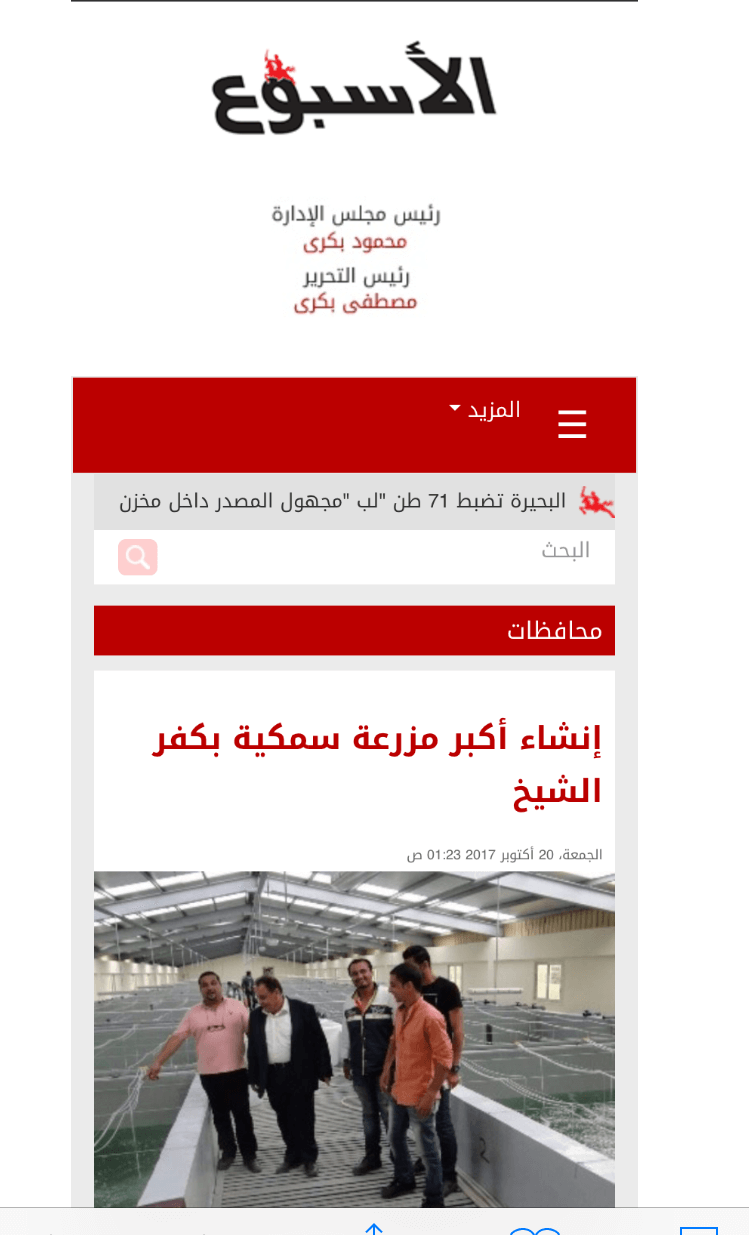 الأسبوع
رئيس مجلس الإدارة
محمود بكرى
رئيس التحرير
مصطفى بكرى
المزيد
البحيرة تضبط 71 طن "لب "مجهول المصدر داخل مخزن
البحث
محافظات
إنشاء أكبر مزرعة سمكية بكفر
الشيخ
الجمعة، 20 أكتوبر 2017 01:23 ص
2